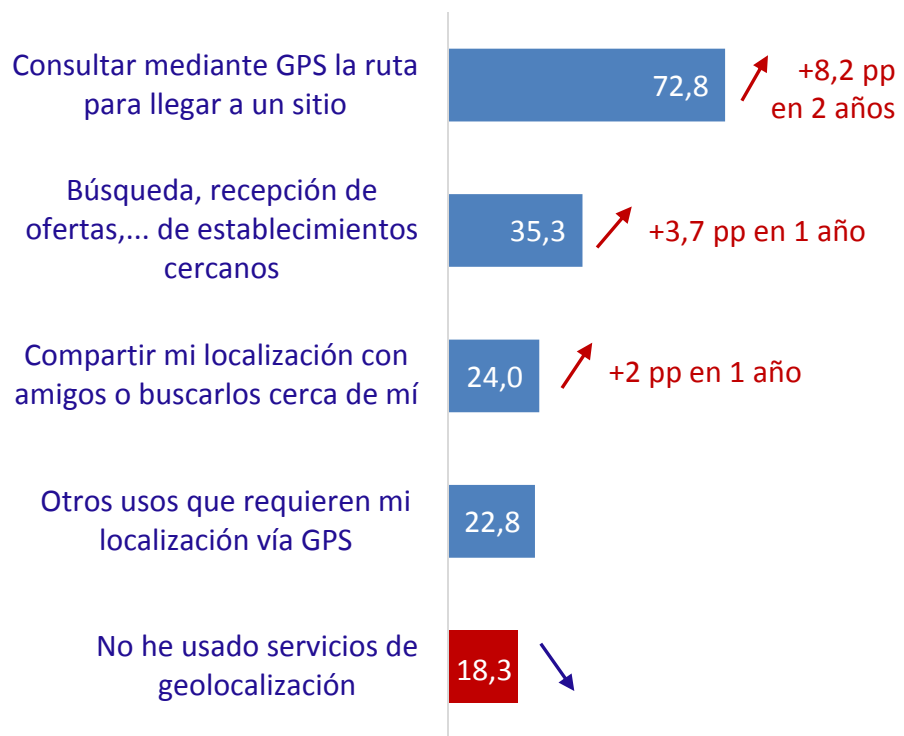 Consultar mediante GPS la ruta
para llegar a un sitio
72,8
+8,2 pp
en 2 años
Búsqueda, recepción de
ofertas,... de establecimientos
cercanos
35,3
+3,7 pp en 1 año
Compartir mi localización con
amigos o buscarlos cerca de mí
24,0
+2 pp en 1 año
Otros usos que requieren mi
localización vía GPS
22,8
No he usado servicios de
geolocalización
18,3